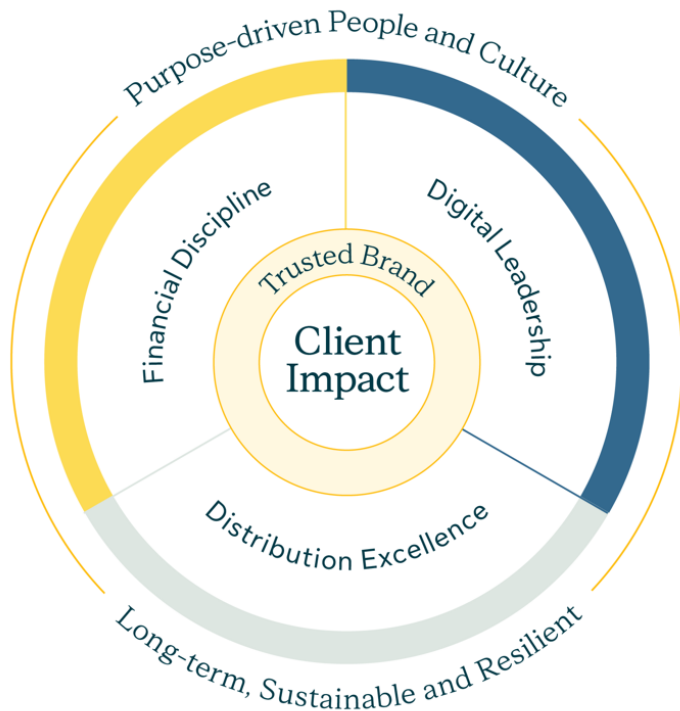 Purpose-driven People and Culture
Financial Discipline
Digital Leadership
Trusted Brand
Client
Impact
Distribution Excellence
Long-term, Sustainable and Resilient